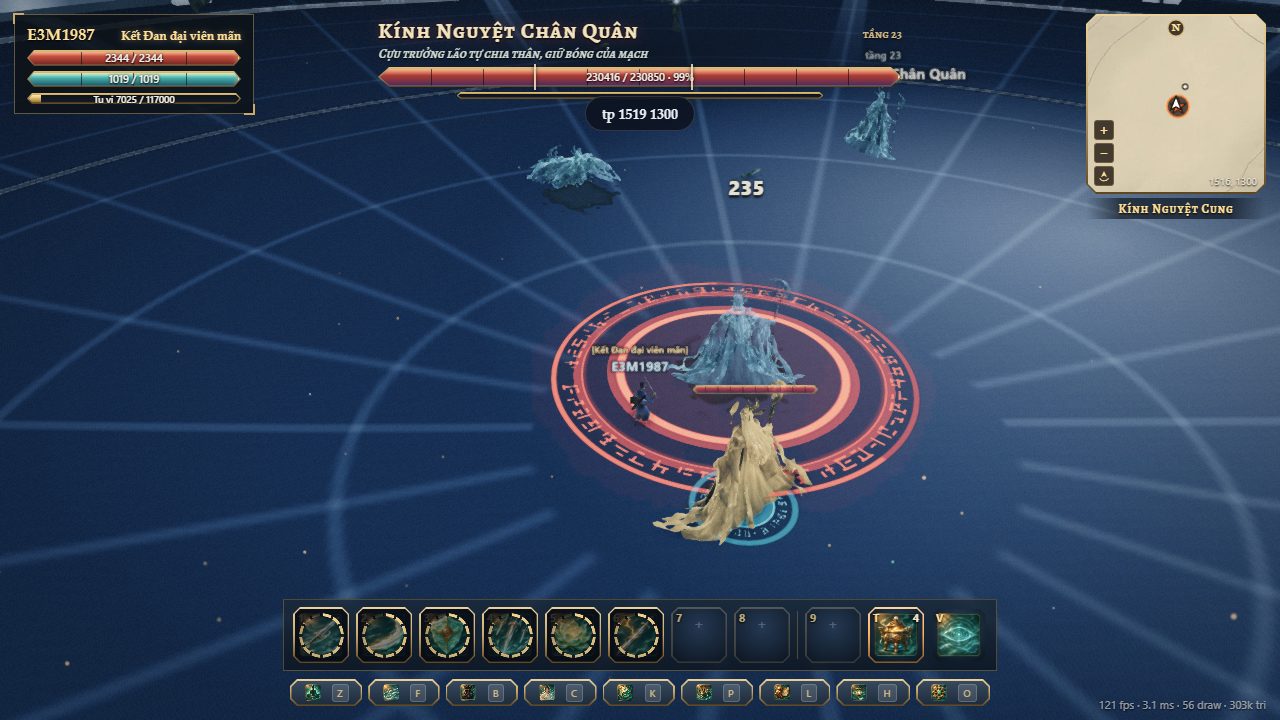 E3M1987 Kết Đan đại viên mãn
2344 / 2344
1019 / 1019
Tu vi 7025 / 117000
Kính Nguyệt Chân Quân
Cựu trưởng lão tự chia thân, giữ bóng của mạch
TẦNG 23
tầng 23
Chân Quân
230416 / 230850 · 99%
tp 1519 1300
N
+
−
1516, 1300
Kính Nguyệt Cung
235
[Kết Đan đại viên mãn]
E3M1987
7 + 8 + 9 + T 4 V
Z F B C K P L H O
121 fps · 3.1 ms · 56 draw · 303k tri